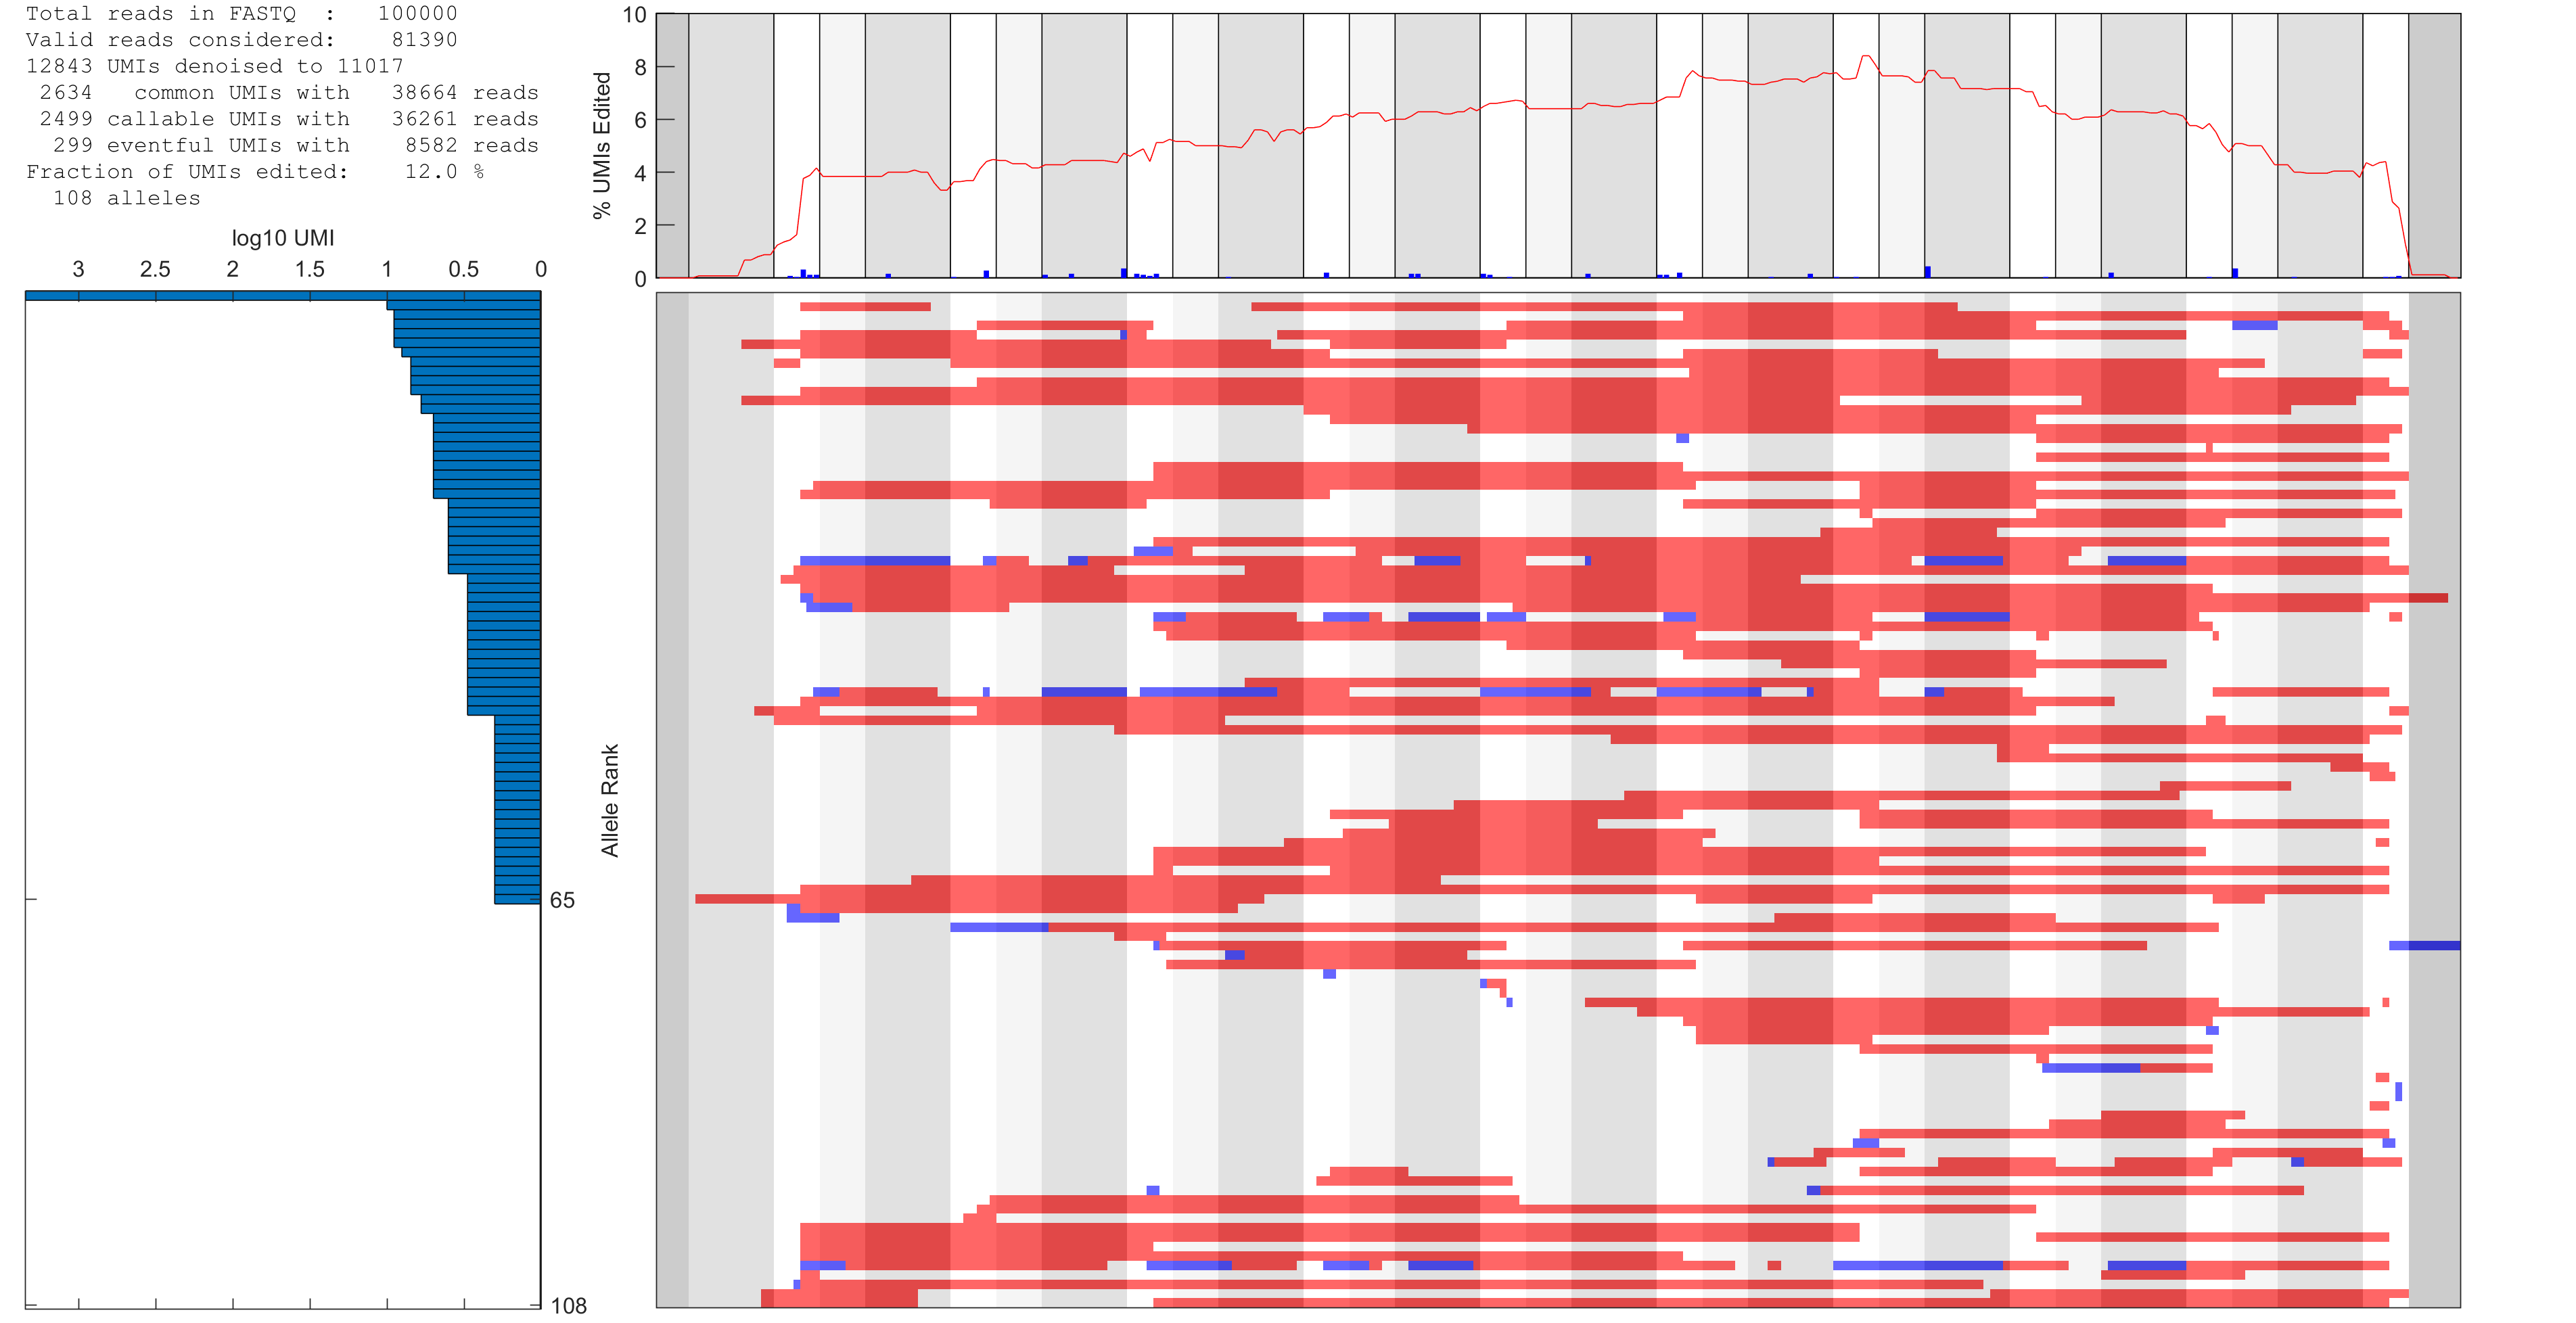 Total reads in FASTQ  :   100000
Valid reads considered:    81390
12843 UMIs denoised to 11017
 2634   common UMIs with   38664 reads
 2499 callable UMIs with   36261 reads
  299 eventful UMIs with    8582 reads
Fraction of UMIs edited:    12.0 %
  108 alleles
log10 UMI
3 2.5 2 1.5 1 0.5 0
65
108
% UMIs Edited
10
8
6
4
2
0
Allele Rank